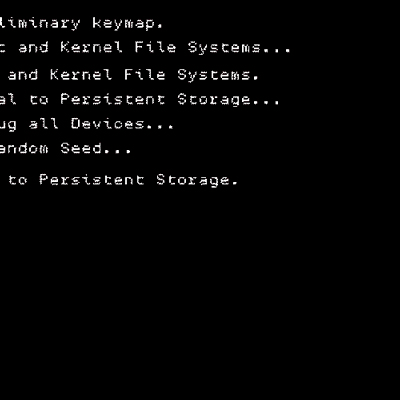 liminary keymap.
t and Kernel File Systems...
and Kernel File Systems.
al to Persistent Storage...
ug all Devices...
andom Seed...
to Persistent Storage.